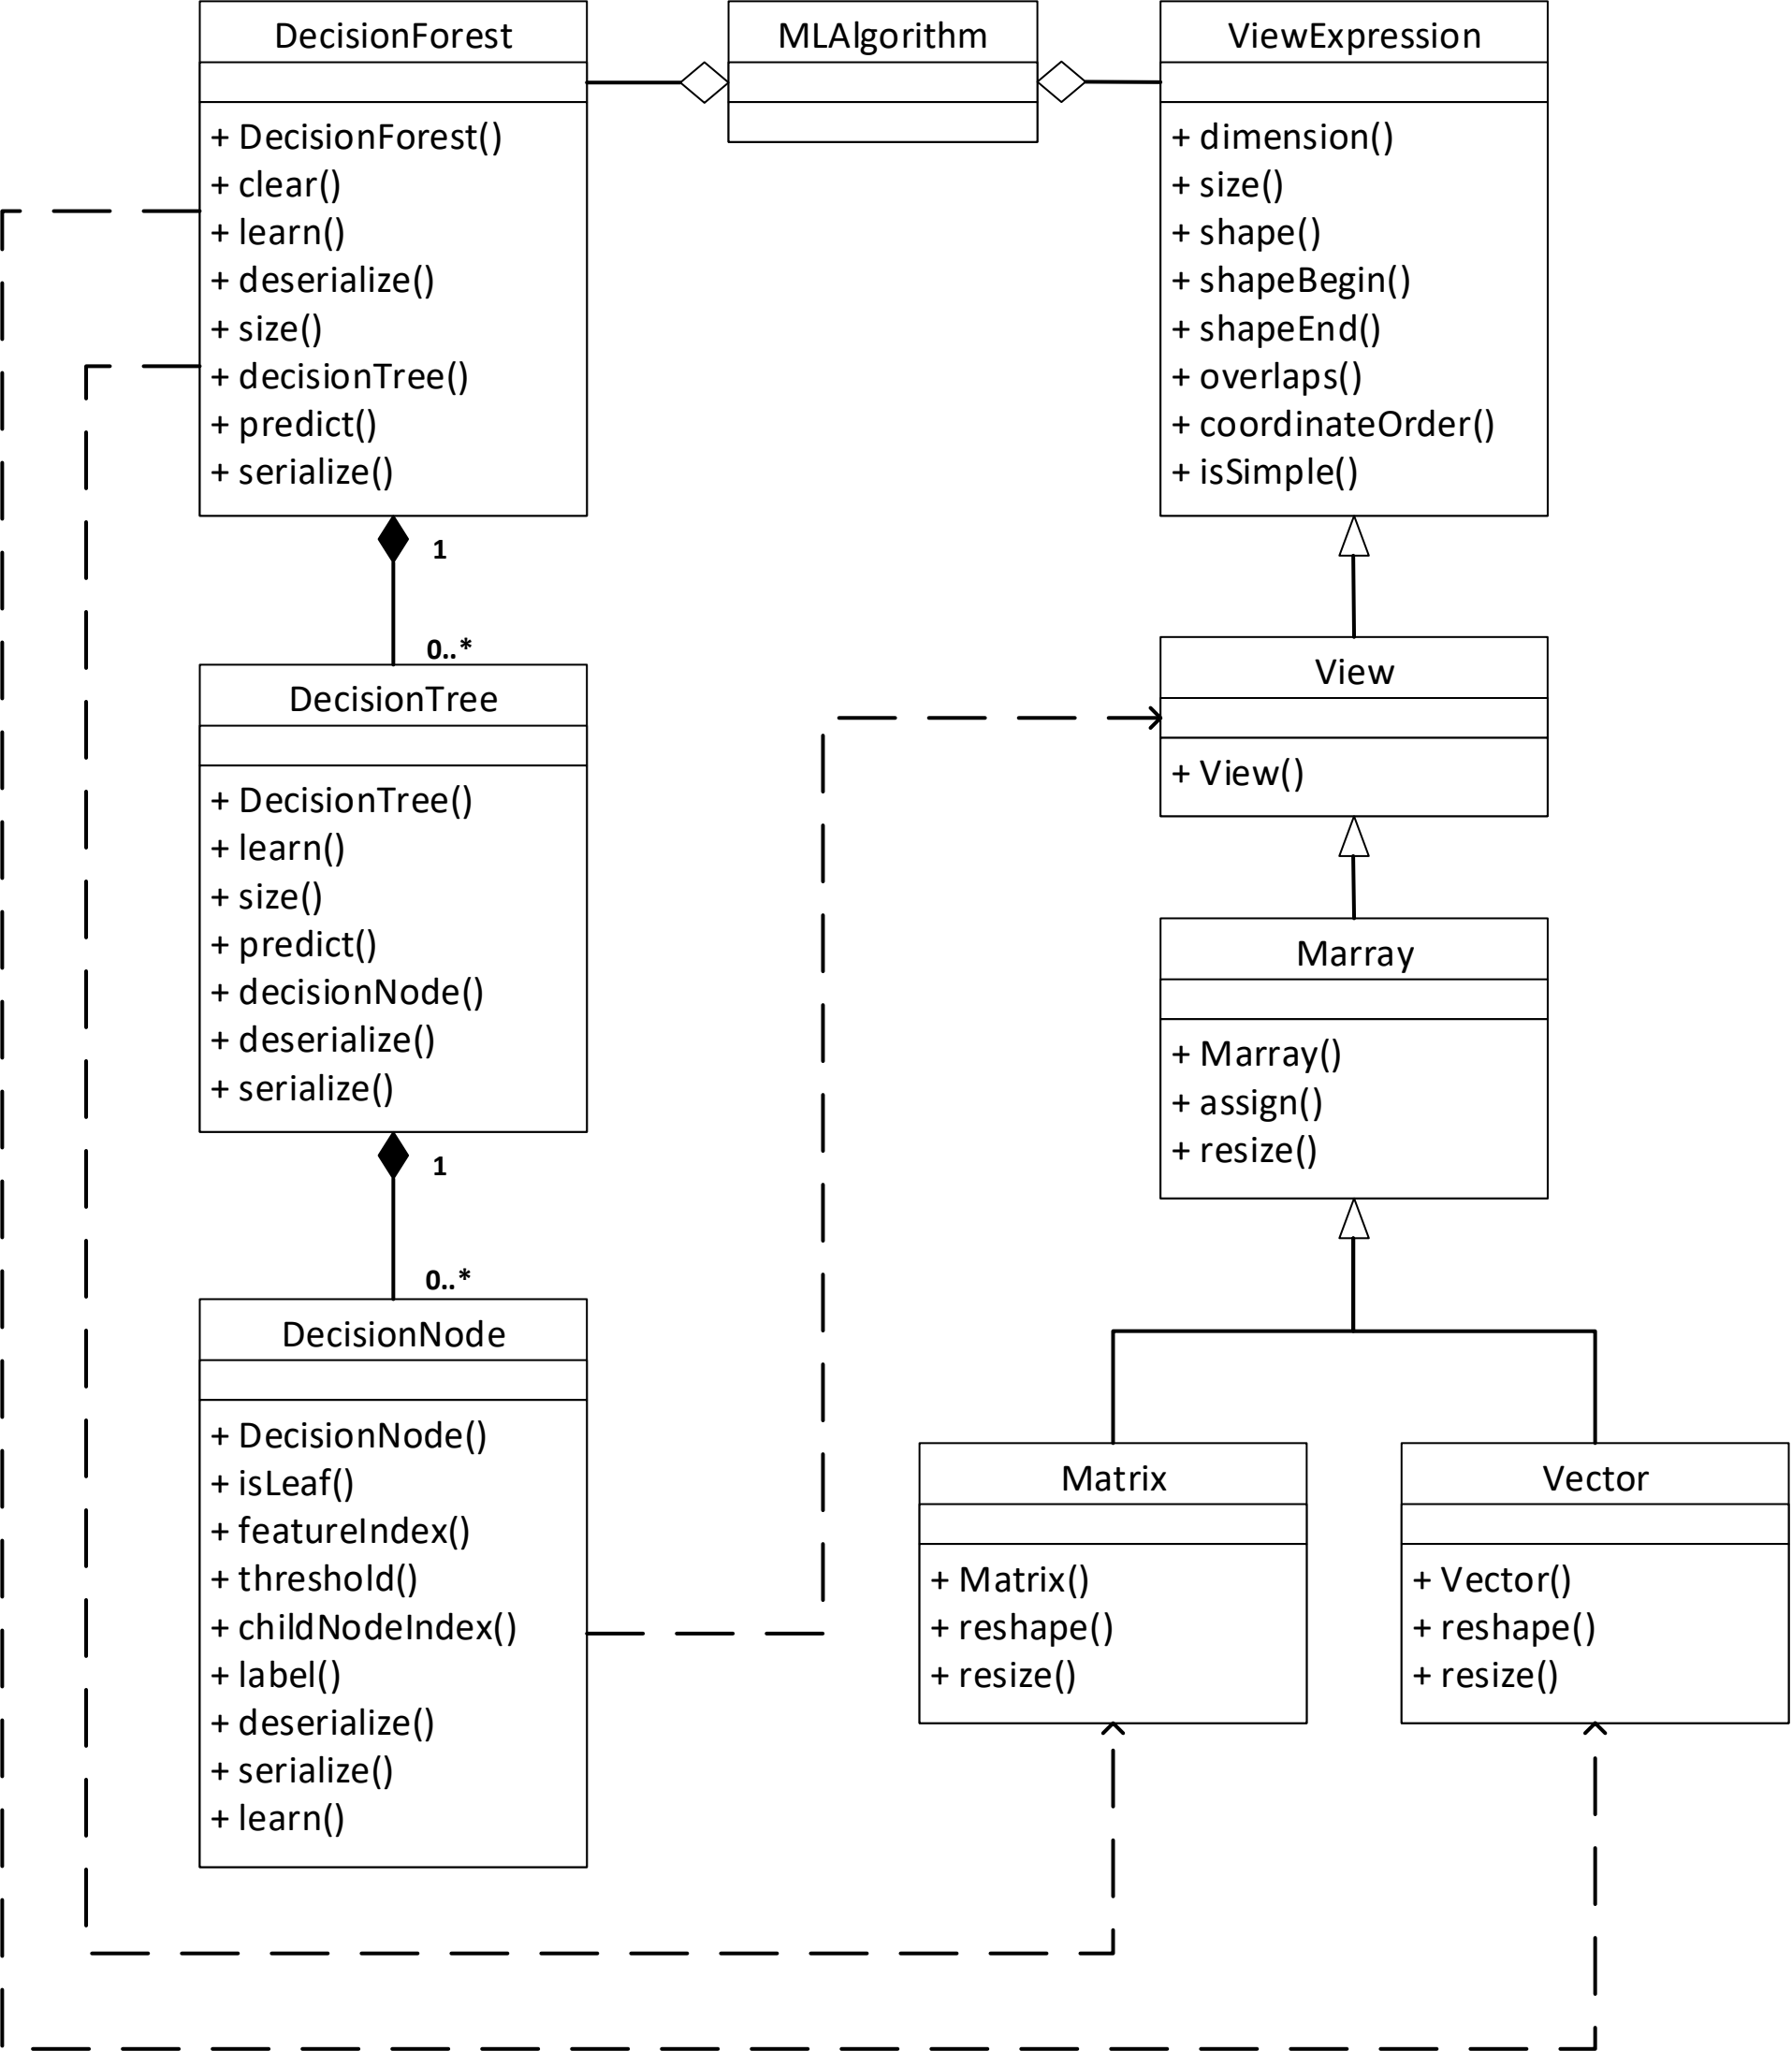 DecisionForest
+ DecisionForest()
+ clear()
+ learn()
+ deserialize()
+ size()
+ decisionTree()
+ predict()
+ serialize()
MLAlgorithm
ViewExpression
+ dimension()
+ size()
+ shape()
+ shapeBegin()
+ shapeEnd()
+ overlaps()
+ coordinateOrder()
+ isSimple()
1
0..*
DecisionTree
+ DecisionTree()
+ learn()
+ size()
+ predict()
+ decisionNode()
+ deserialize()
+ serialize()
View
+ View()
Marray
+ Marray()
+ assign()
+ resize()
1
0..*
DecisionNode
+ DecisionNode()
+ isLeaf()
+ featureIndex()
+ threshold()
+ childNodeIndex()
+ label()
+ deserialize()
+ serialize()
+ learn()
Matrix
+ Matrix()
+ reshape()
+ resize()
Vector
+ Vector()
+ reshape()
+ resize()